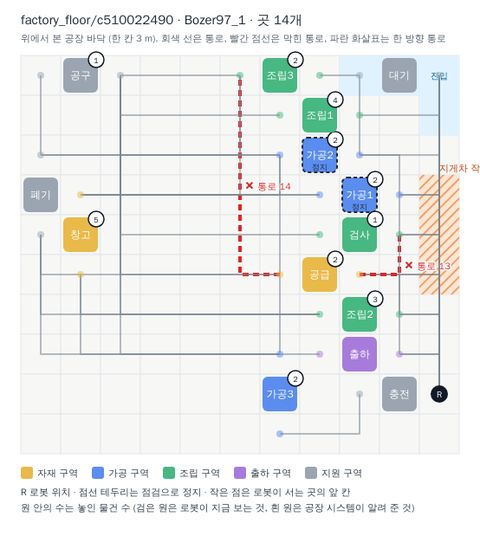 factory_floor/c510022490 · Bozer97_1 · 곳 14개
위에서 본 공장 바닥 (한 칸 3 m). 회색 선은 통로, 빨간 점선은 막힌 통로, 파란 화살표는 한 방향 통로
공구 1
조립3 2
대기
진입
조립1 4
가공2 2
정지
지게차 작
폐기
가공1 2
정지
✕ 통로 14
창고 5
검사 1
공급 2
✕ 통로 13
조립2 3
출하
가공3 2
충전
R
자재 구역
가공 구역
조립 구역
출하 구역
지원 구역
R 로봇 위치 · 점선 테두리는 점검으로 정지 · 작은 점은 로봇이 서는 곳의 앞 칸
원 안의 수는 놓인 물건 수 (검은 원은 로봇이 지금 보는 것, 흰 원은 공장 시스템이 알려 준 것)